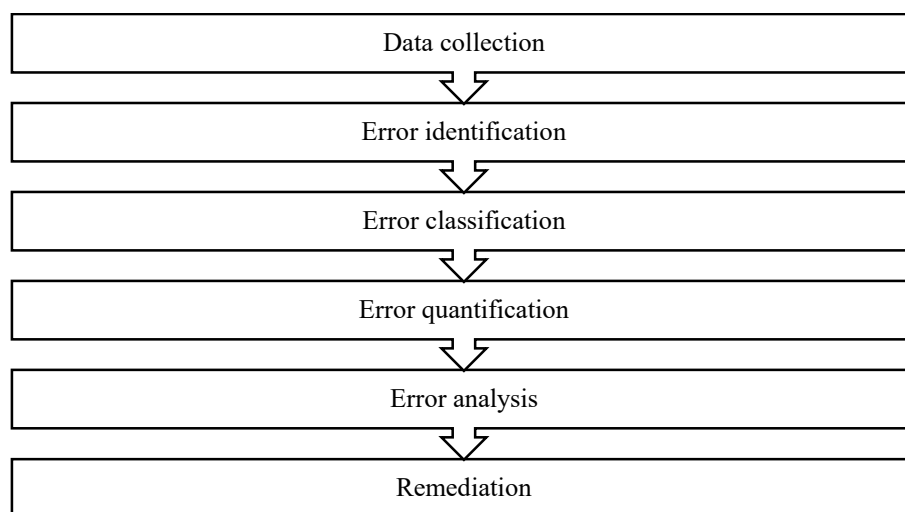 Data collection
Error identification
Error classification
Error quantification
Error analysis
Remediation